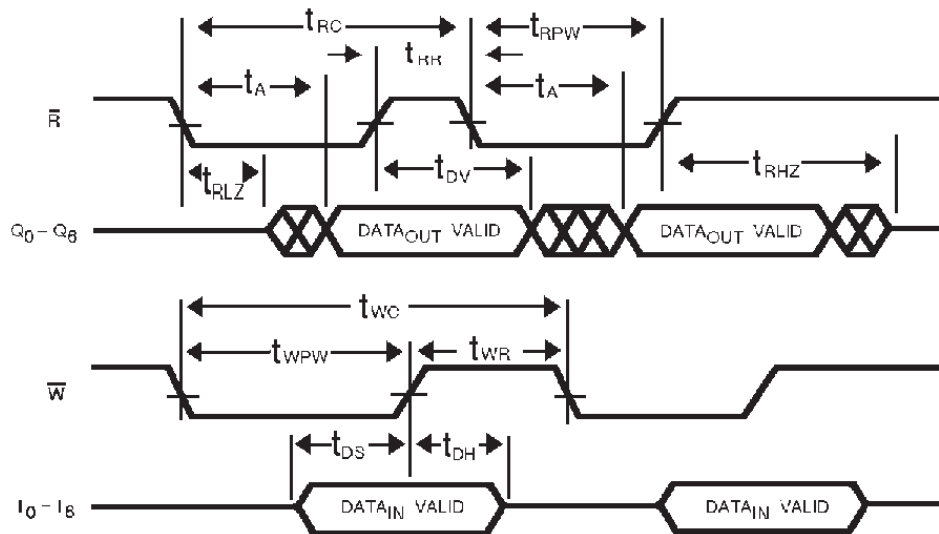 tRC tRPW
tRR
tA tA
R̅
tRLZ tDV tRHZ
Q0 – Q8 DATAOUT VALID DATAOUT VALID
tWC
tWPW tWR
W̅
tDS tDH
I0 – I8 DATAIN VALID DATAIN VALID